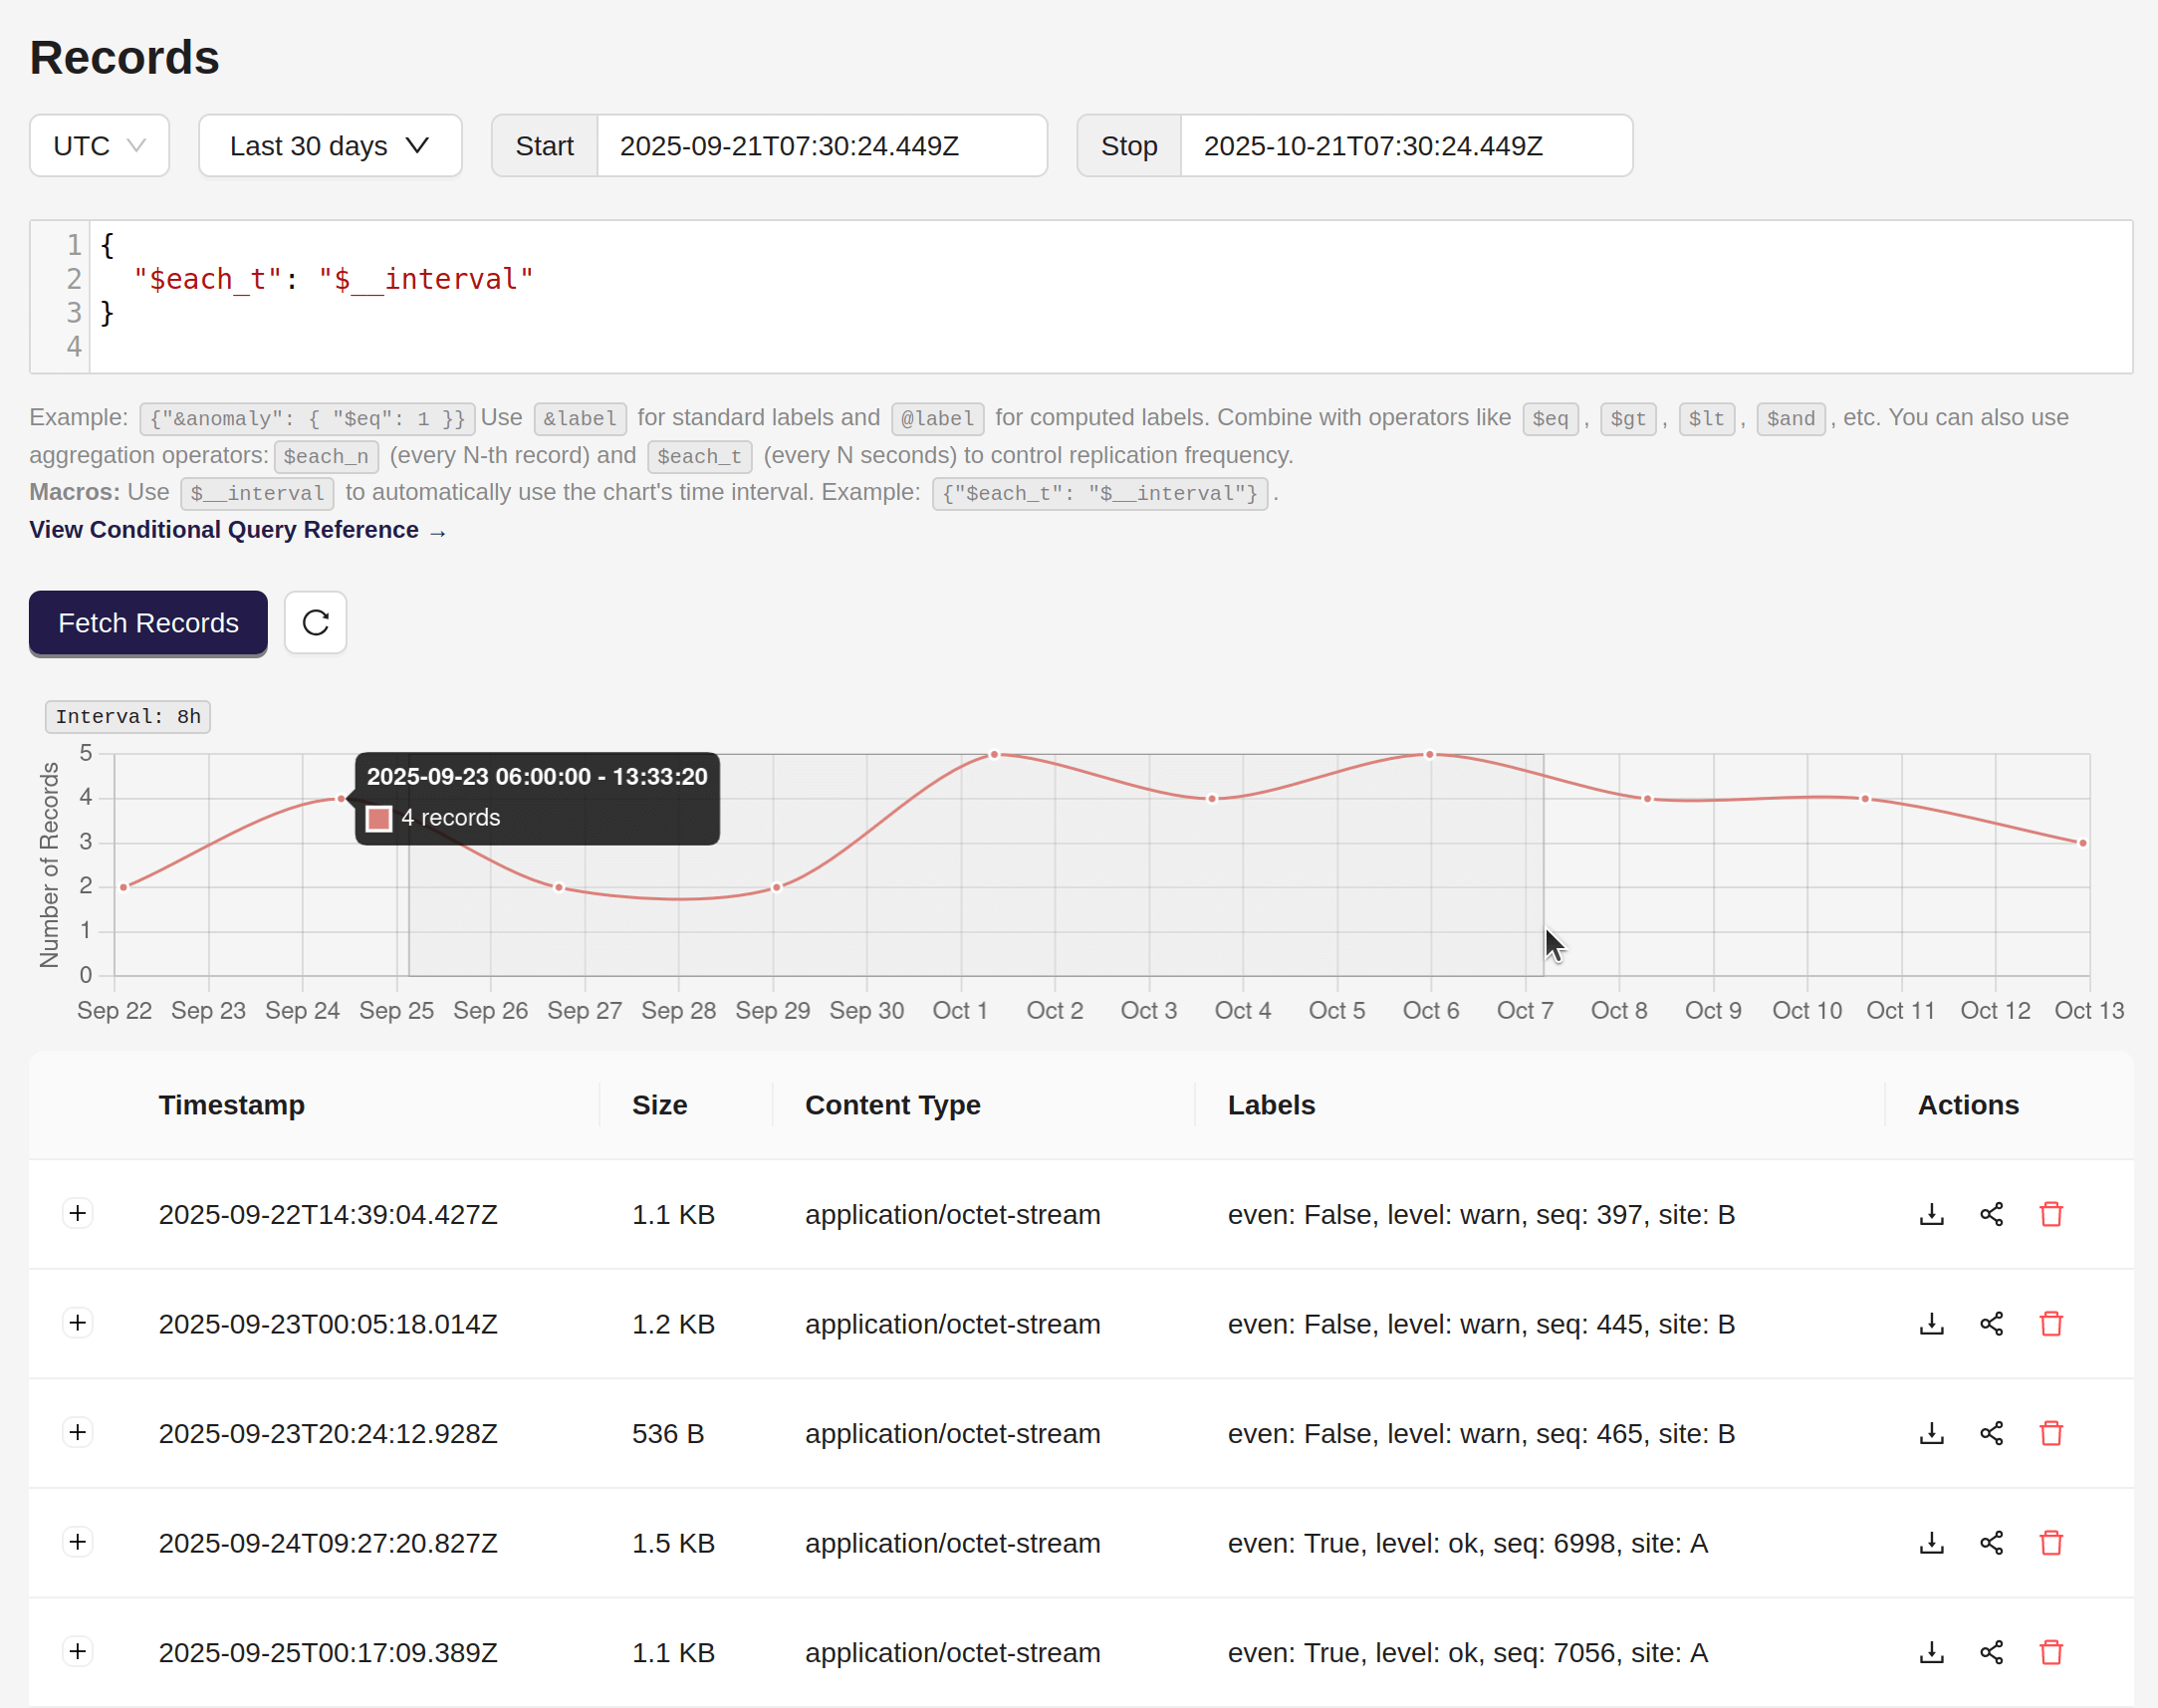 Records
UTC Last 30 days Start 2025-09-21T07:30:24.449Z Stop 2025-10-21T07:30:24.449Z
1 {
2 "$each_t": "$__interval"
3 }
4
Example: {"&anomaly": { "$eq": 1 }} Use &label for standard labels and @label for computed labels. Combine with operators like $eq, $gt, $lt, $and, etc. You can also use
aggregation operators: $each_n (every N-th record) and $each_t (every N seconds) to control replication frequency.
Macros: Use $__interval to automatically use the chart's time interval. Example: {"$each_t": "$__interval"}.
View Conditional Query Reference →
Fetch Records
Interval: 8h
Number of Records
5
4
3
2
1
0
2025-09-23 06:00:00 - 13:33:20
4 records
Sep 22 Sep 23 Sep 24 Sep 25 Sep 26 Sep 27 Sep 28 Sep 29 Sep 30 Oct 1 Oct 2 Oct 3 Oct 4 Oct 5 Oct 6 Oct 7 Oct 8 Oct 9 Oct 10 Oct 11 Oct 12 Oct 13
Timestamp Size Content Type Labels Actions
2025-09-22T14:39:04.427Z 1.1 KB application/octet-stream even: False, level: warn, seq: 397, site: B
2025-09-23T00:05:18.014Z 1.2 KB application/octet-stream even: False, level: warn, seq: 445, site: B
2025-09-23T20:24:12.928Z 536 B application/octet-stream even: False, level: warn, seq: 465, site: B
2025-09-24T09:27:20.827Z 1.5 KB application/octet-stream even: True, level: ok, seq: 6998, site: A
2025-09-25T00:17:09.389Z 1.1 KB application/octet-stream even: True, level: ok, seq: 7056, site: A